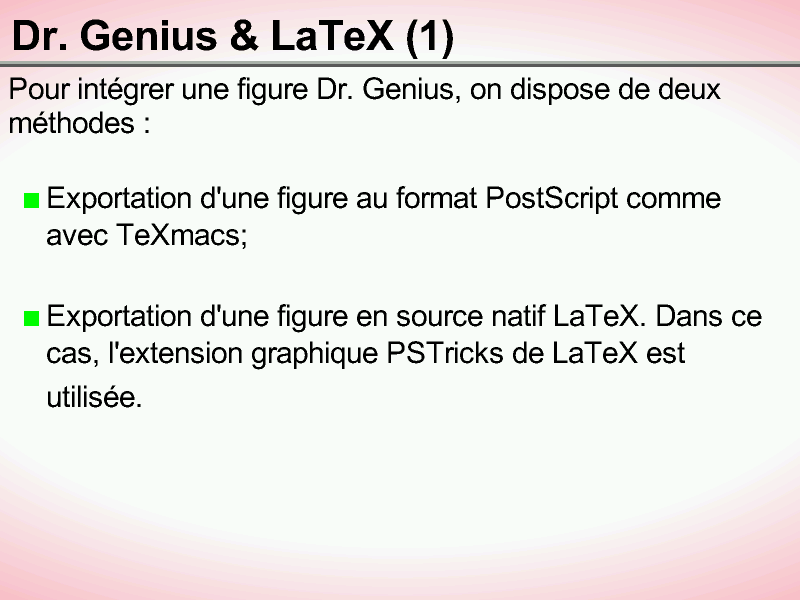 Dr. Genius & LaTeX (1)
Pour intégrer une figure Dr. Genius, on dispose de deux
méthodes :
Exportation d'une figure au format PostScript comme
avec TeXmacs;
Exportation d'une figure en source natif LaTeX. Dans ce
cas, l'extension graphique PSTricks de LaTeX est
utilisée.